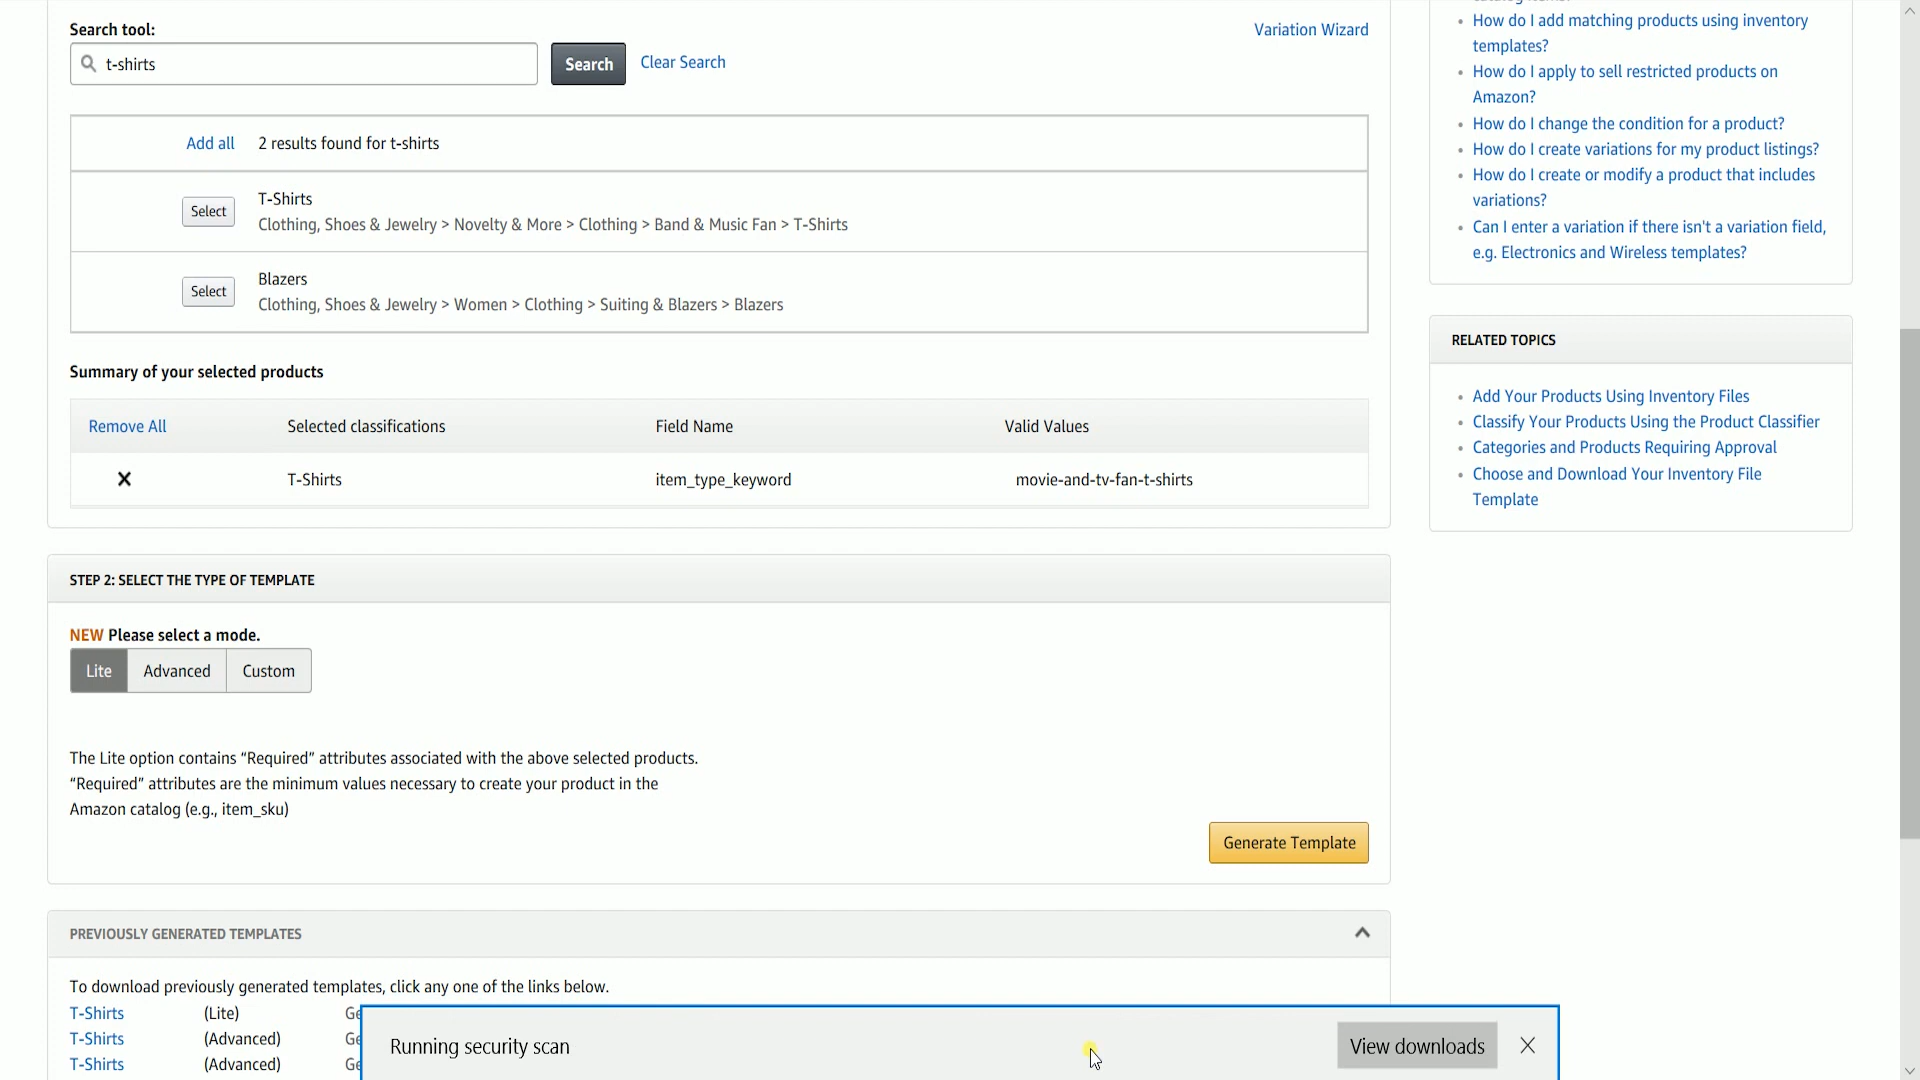 Search tool:
Variation Wizard
t-shirts
Search
Clear Search
Add all
2 results found for t-shirts
Select
T-Shirts
Clothing, Shoes & Jewelry > Novelty & More > Clothing > Band & Music Fan > T-Shirts
Select
Blazers
Clothing, Shoes & Jewelry > Women > Clothing > Suiting & Blazers > Blazers
Summary of your selected products
Remove All
Selected classifications
Field Name
Valid Values
T-Shirts
item_type_keyword
movie-and-tv-fan-t-shirts
STEP 2: SELECT THE TYPE OF TEMPLATE
NEW Please select a mode.
Lite
Advanced
Custom
The Lite option contains “Required” attributes associated with the above selected products.
“Required” attributes are the minimum values necessary to create your product in the
Amazon catalog (e.g., item_sku)
Generate Template
PREVIOUSLY GENERATED TEMPLATES
To download previously generated templates, click any one of the links below.
T-Shirts (Lite)
T-Shirts (Advanced)
T-Shirts (Advanced)
Running security scan
View downloads
How do I add matching products using inventory
templates?
How do I apply to sell restricted products on
Amazon?
How do I change the condition for a product?
How do I create variations for my product listings?
How do I create or modify a product that includes
variations?
Can I enter a variation if there isn't a variation field,
e.g. Electronics and Wireless templates?
RELATED TOPICS
Add Your Products Using Inventory Files
Classify Your Products Using the Product Classifier
Categories and Products Requiring Approval
Choose and Download Your Inventory File
Template